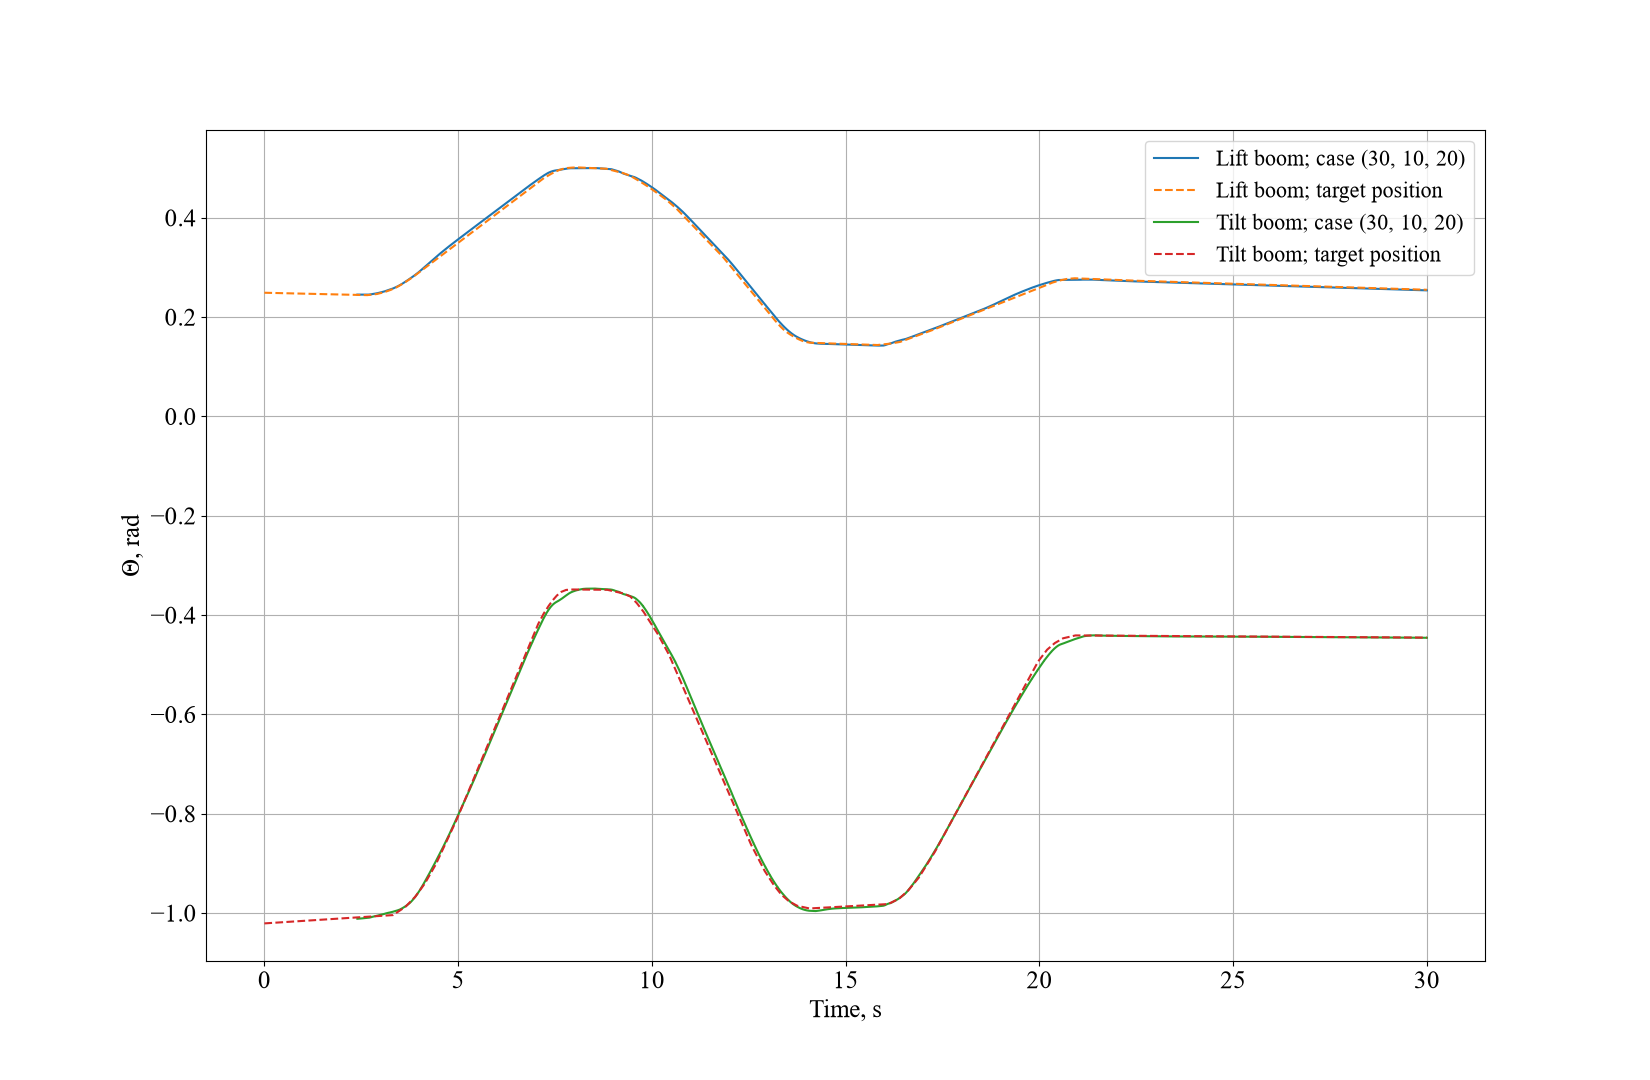 Lift boom; case (30, 10, 20)
Lift boom; target position
Tilt boom; case (30, 10, 20)
Tilt boom; target position
0.4
0.2
0.0
−0.2
−0.4
−0.6
−0.8
−1.0
Θ, rad
0 5 10 15 20 25 30
Time, s